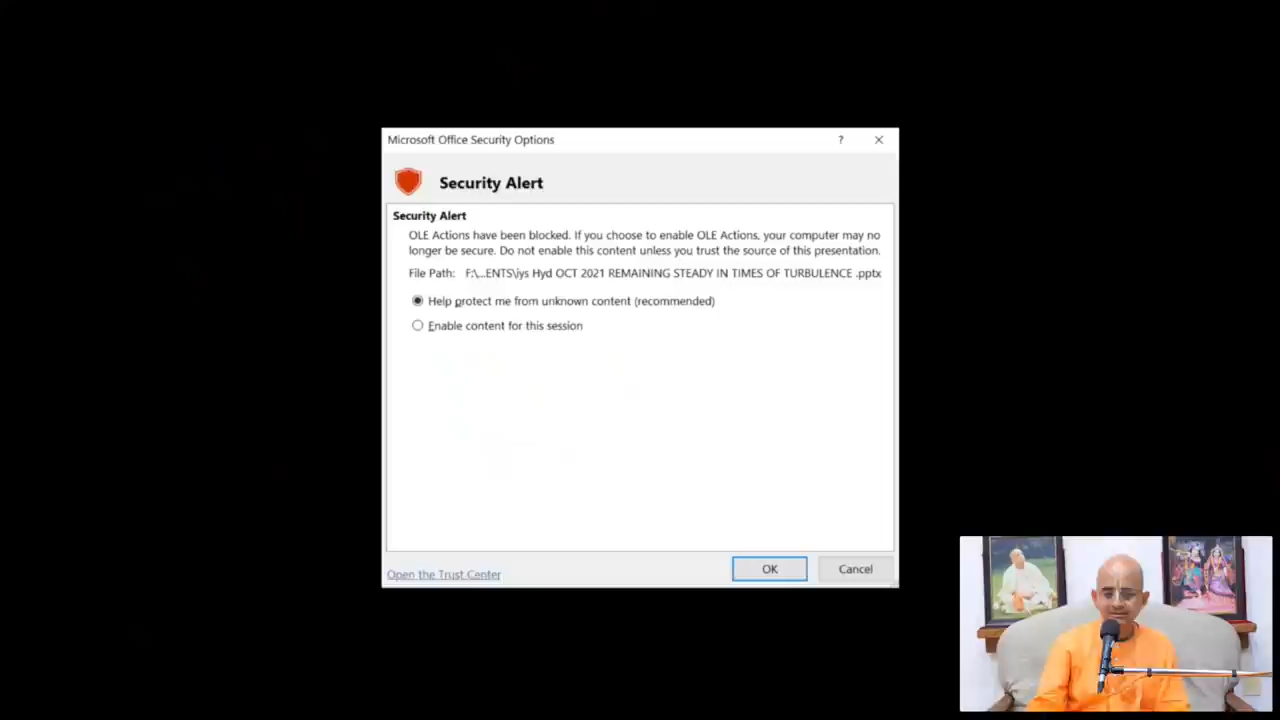 Microsoft Office Security Options
?
Security Alert
Security Alert
OLE Actions have been blocked. If you choose to enable OLE Actions, your computer may no
longer be secure. Do not enable this content unless you trust the source of this presentation.
File Path: F:\...ENTS\jys Hyd OCT 2021 REMAINING STEADY IN TIMES OF TURBULENCE .pptx
Help protect me from unknown content (recommended)
Enable content for this session
Open the Trust Center
OK
Cancel